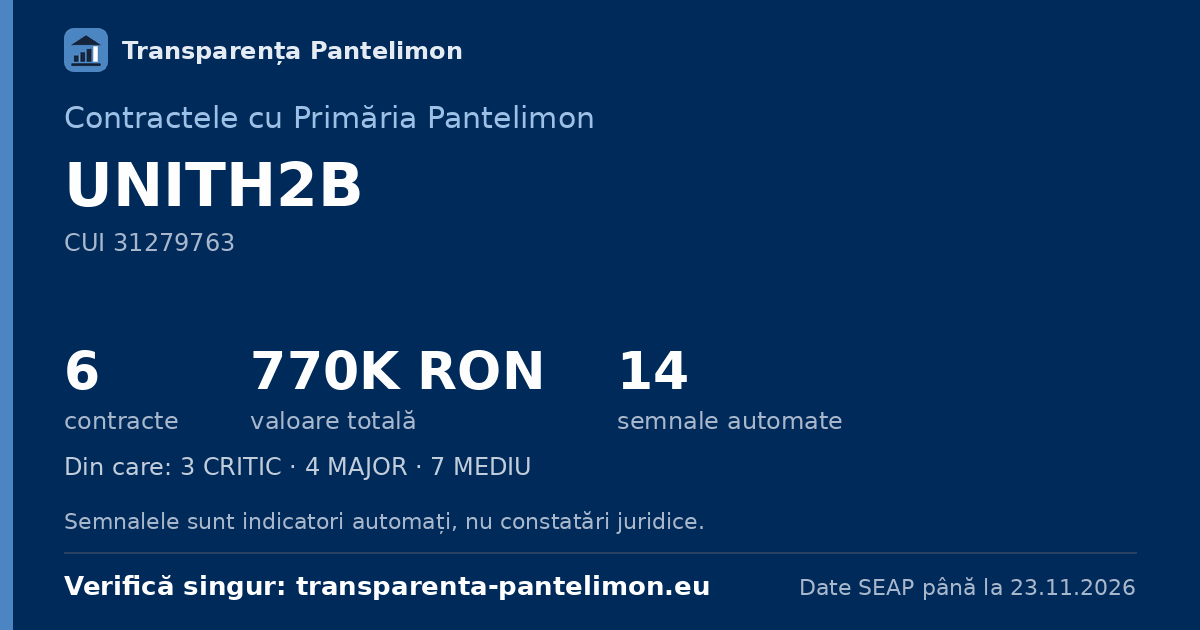 Transparența Pantelimon
Contractele cu Primăria Pantelimon
UNITH2B
CUI 31279763
6 770K RON 14
contracte valoare totală semnale automate
Din care: 3 CRITIC · 4 MAJOR · 7 MEDIU
Semnalele sunt indicatori automați, nu constatări juridice.
Verifică singur: transparenta-pantelimon.eu Date SEAP până la 23.11.2026